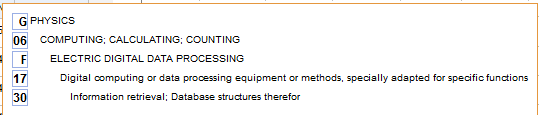 G PHYSICS
06 COMPUTING; CALCULATING; COUNTING
F ELECTRIC DIGITAL DATA PROCESSING
17 Digital computing or data processing equipment or methods, specially adapted for specific functions
30 Information retrieval; Database structures therefor